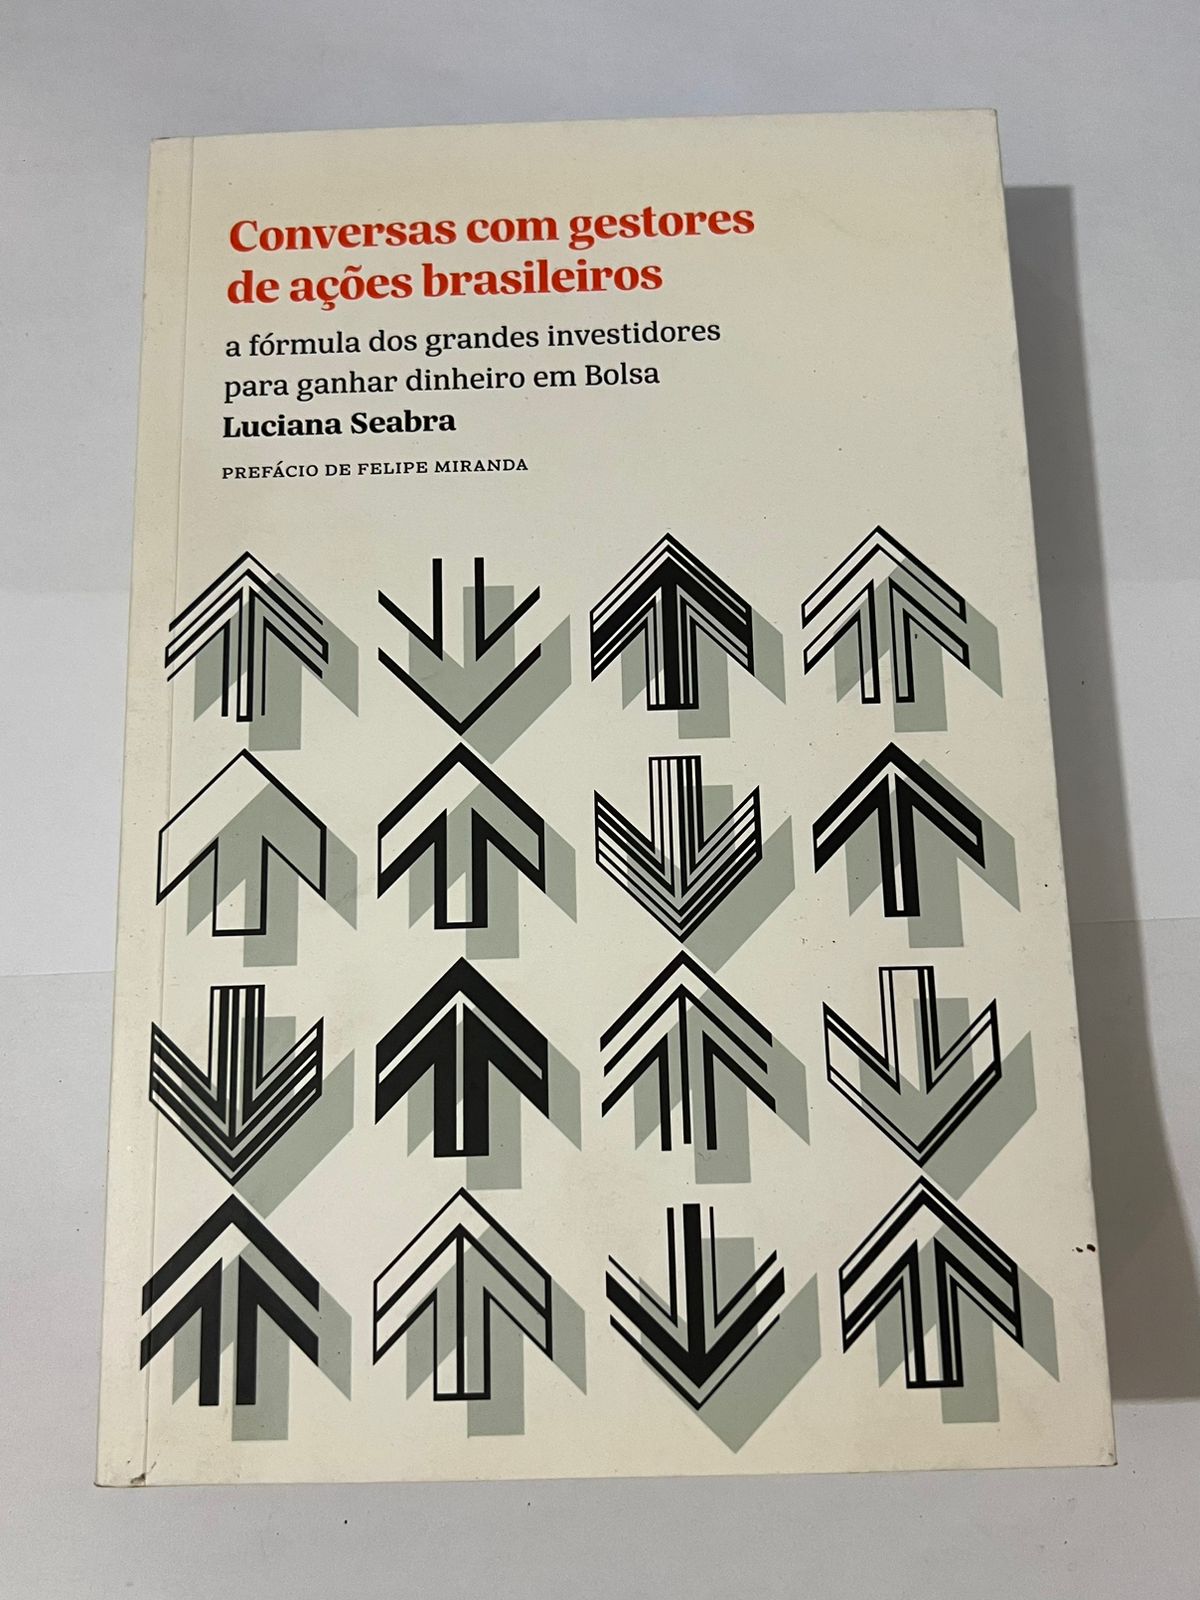 Conversas com gestores
de ações brasileiros
a fórmula dos grandes investidores
para ganhar dinheiro em Bolsa
Luciana Seabra
PREFÁCIO DE FELIPE MIRANDA